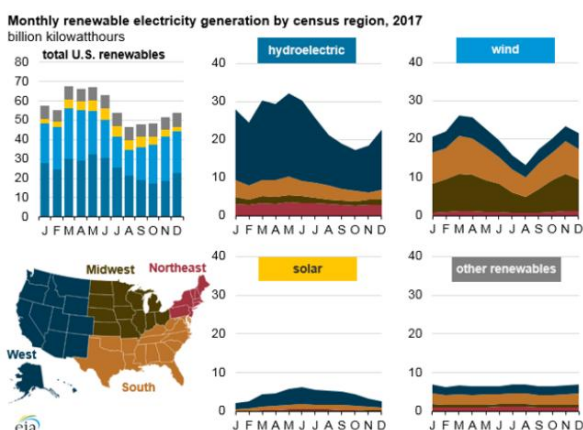 Monthly renewable electricity generation by census region, 2017
billion kilowatthours
total U.S. renewables
80
70
60
50
40
30
20
10
0
J F M A M J J A S O N D
hydroelectric
40
30
20
10
0
J F M A M J J A S O N D
wind
40
30
20
10
0
J F M A M J J A S O N D
Midwest
Northeast
West
South
eia
solar
40
30
20
10
0
J F M A M J J A S O N D
other renewables
40
30
20
10
0
J F M A M J J A S O N D